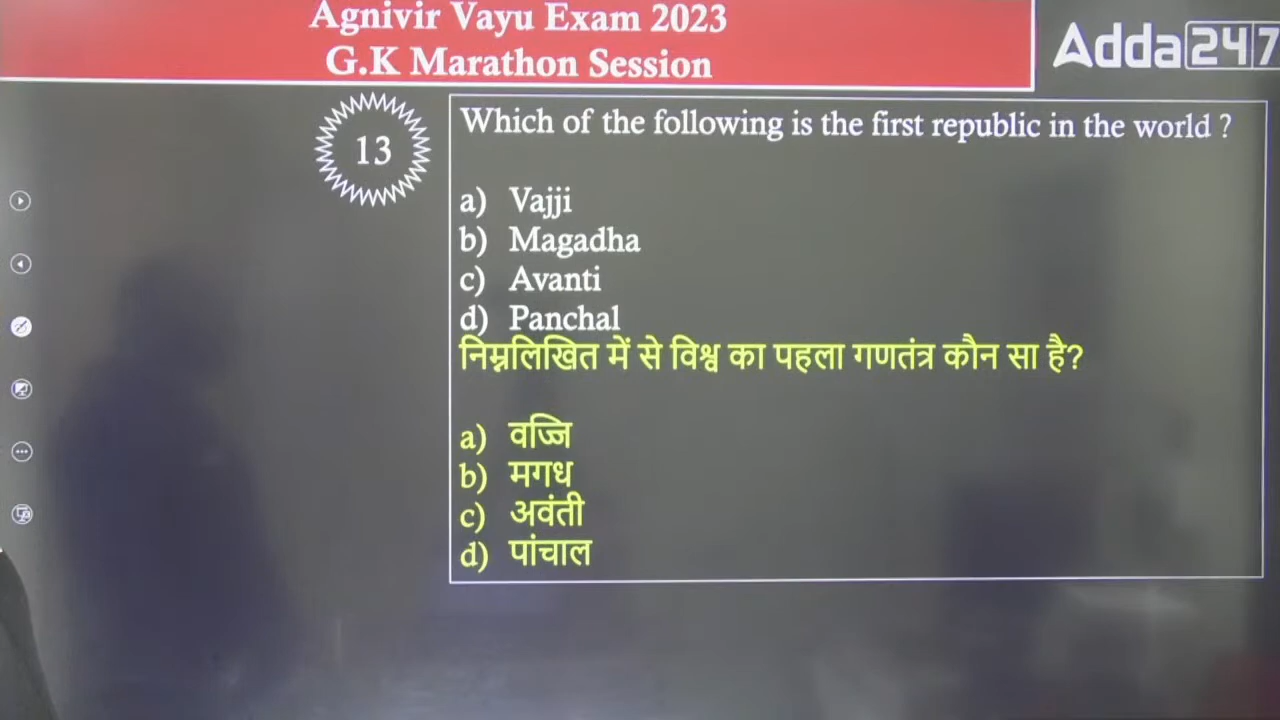 Agnivir Vayu Exam 2023
G.K Marathon Session
Adda247
13
Which of the following is the first republic in the world ?
a) Vajji
b) Magadha
c) Avanti
d) Panchal
निम्नलिखित में से विश्व का पहला गणतंत्र कौन सा है?
a) वज्जि
b) मगध
c) अवंती
d) पांचाल